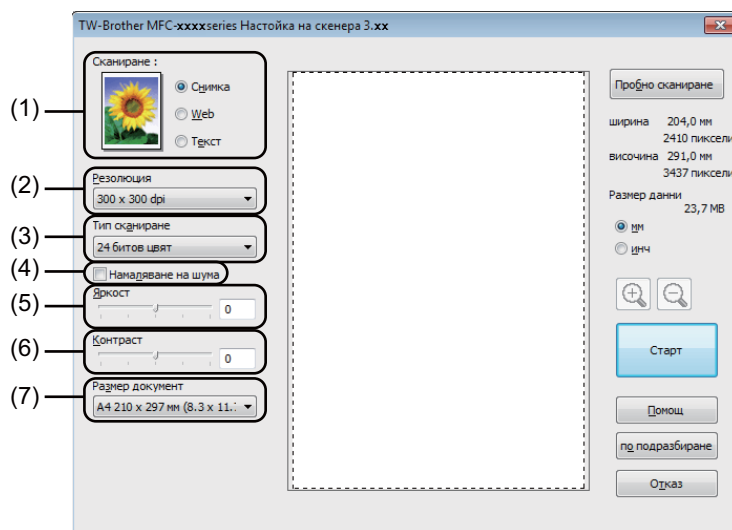 TW-Brother MFC-xxxxseries Настойка на скенера 3.xx
(1)
Сканиране :
Снимка
Web
Текст
(2)
Резолюция
300 x 300 dpi
(3)
Тип сканиране
24 битов цвят
(4)
Намаляване на шума
(5)
Яркост
0
(6)
Контраст
0
(7)
Размер документ
A4 210 x 297 мм (8.3 x 11.7
Пробно сканиране
ширина 204,0 мм
2410 пиксели
височина 291,0 мм
3437 пиксели
Размер данни
23,7 MB
мм
инч
Старт
Помощ
по подразбиране
Отказ